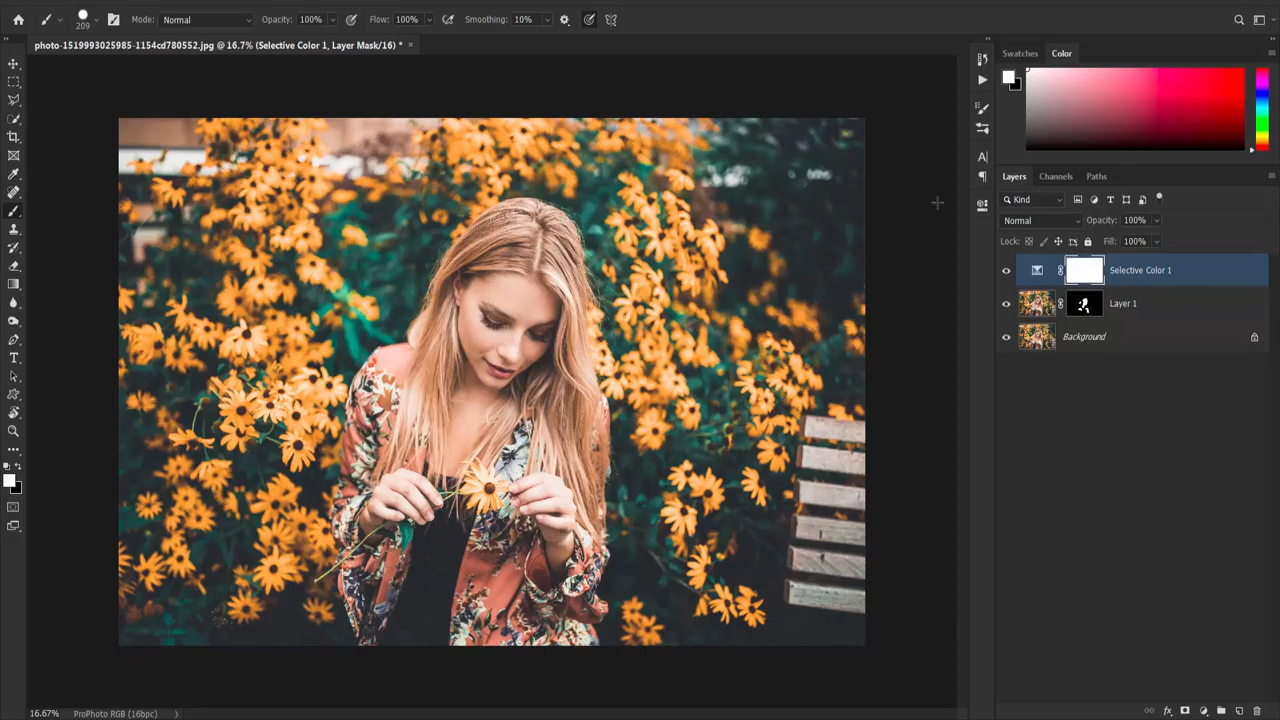 209
Mode: Normal
Opacity: 100%
Flow: 100%
Smoothing: 10%
photo-1519993025985-1154cd780552.jpg @ 16.7% (Selective Color 1, Layer Mask/16) *
Swatches Color
Layers Channels Paths
Kind
Normal Opacity: 100%
Lock: Fill: 100%
Selective Color 1
Layer 1
Background
16.67% ProPhoto RGB (16bpc)